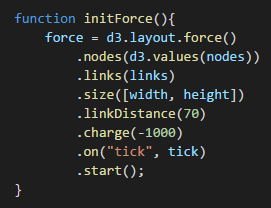 function initForce(){
    force = d3.layout.force()
        .nodes(d3.values(nodes))
        .links(links)
        .size([width, height])
        .linkDistance(70)
        .charge(-1000)
        .on("tick", tick)
        .start();
}